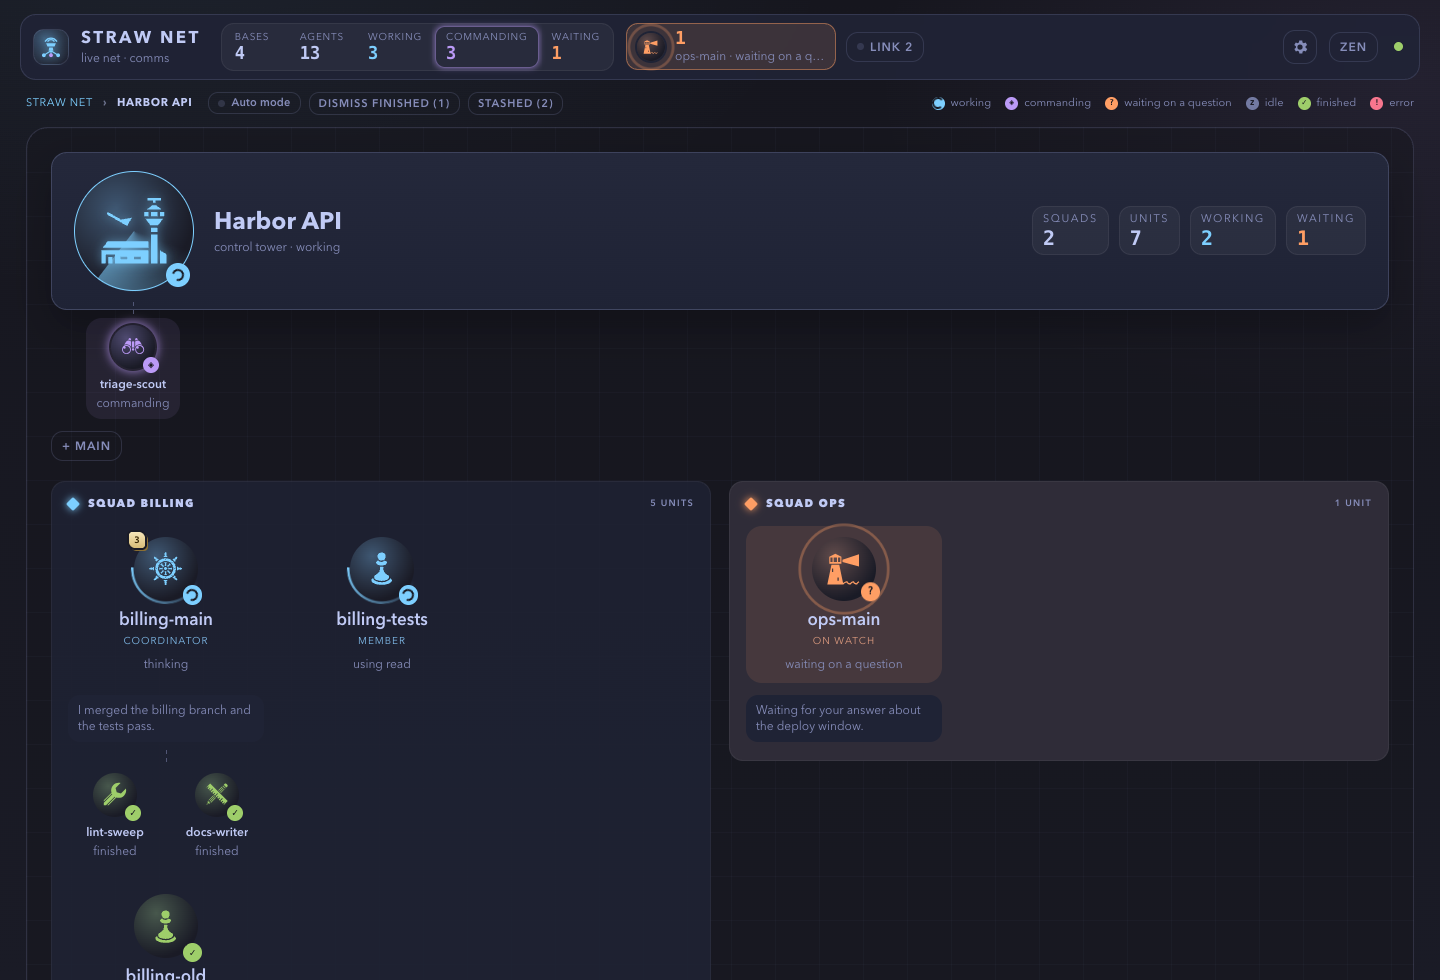 STRAW NET
live net · comms
BASES
4
AGENTS
13
WORKING
3
COMMANDING
3
WAITING
1
1
ops-main · waiting on a q...
LINK 2
ZEN
STRAW NET › HARBOR API
Auto mode
DISMISS FINISHED (1)
STASHED (2)
working
commanding
? waiting on a question
z idle
✓ finished
! error
Harbor API
control tower · working
SQUADS
2
UNITS
7
WORKING
2
WAITING
1
triage-scout
commanding
+ MAIN
SQUAD BILLING
5 UNITS
3
billing-main
COORDINATOR
thinking
billing-tests
MEMBER
using read
I merged the billing branch and
the tests pass.
✓
lint-sweep
finished
✓
docs-writer
finished
✓
billing-old
SQUAD OPS
1 UNIT
?
ops-main
ON WATCH
waiting on a question
Waiting for your answer about
the deploy window.